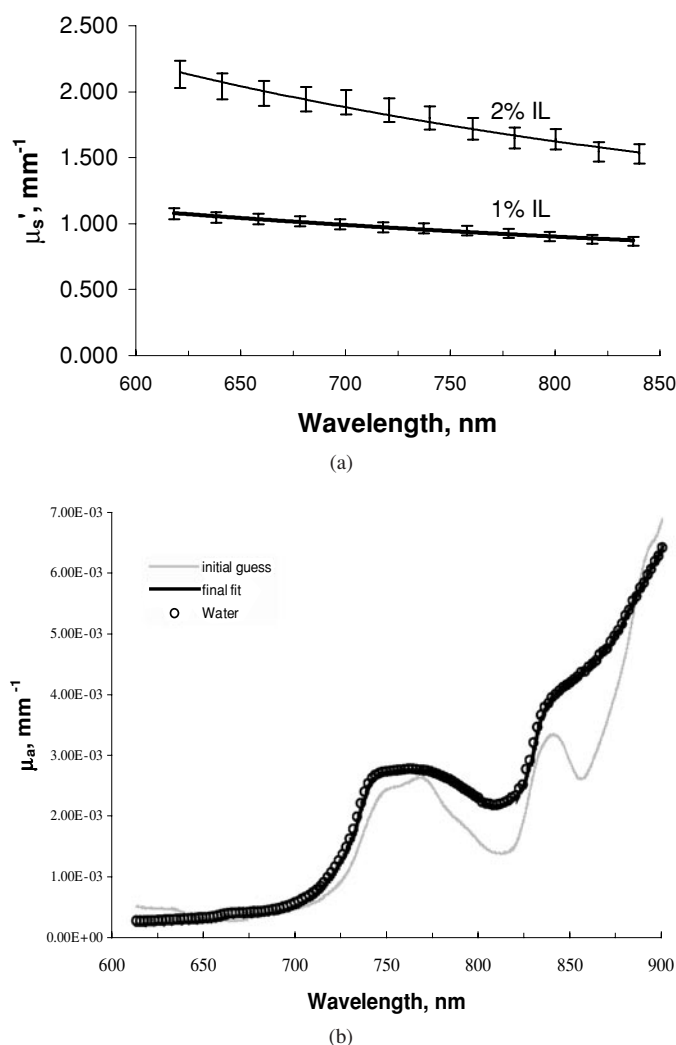 2.500
2.000
1.500
1.000
0.500
0.000
μs', mm-1
2% IL
1% IL
600 650 700 750 800 850
Wavelength, nm
(a)
7.00E-03
6.00E-03
5.00E-03
4.00E-03
3.00E-03
2.00E-03
1.00E-03
0.00E+00
μa, mm-1
initial guess
final fit
Water
600 650 700 750 800 850 900
Wavelength, nm
(b)